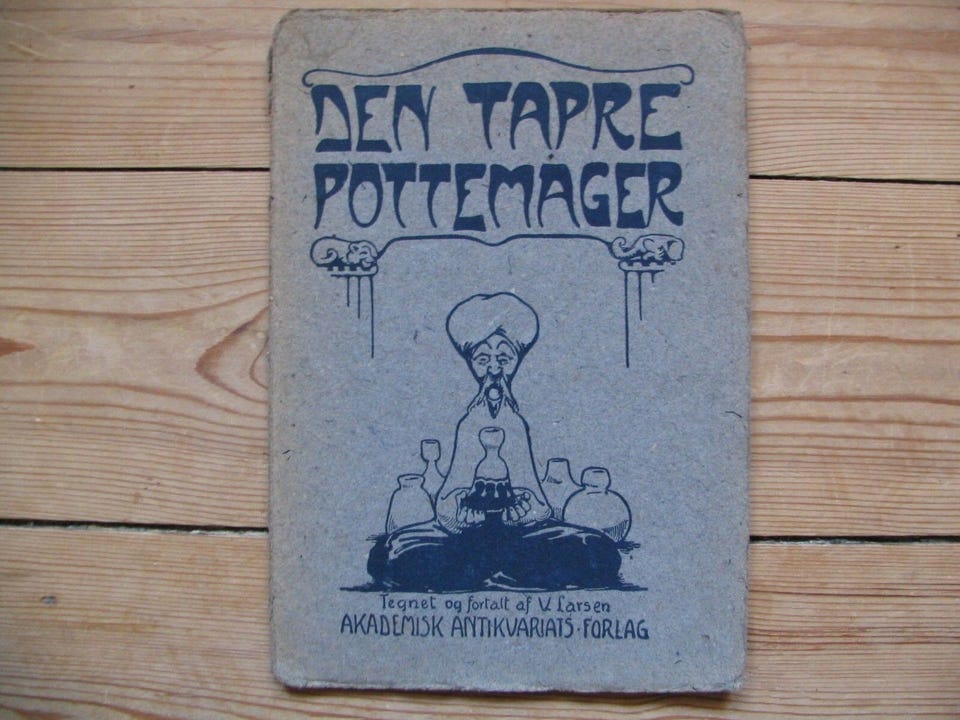 DEN TAPRE
POTTEMAGER
Tegnet og fortalt af V. Larsen
AKADEMISK ANTIKVARIATS · FORLAG